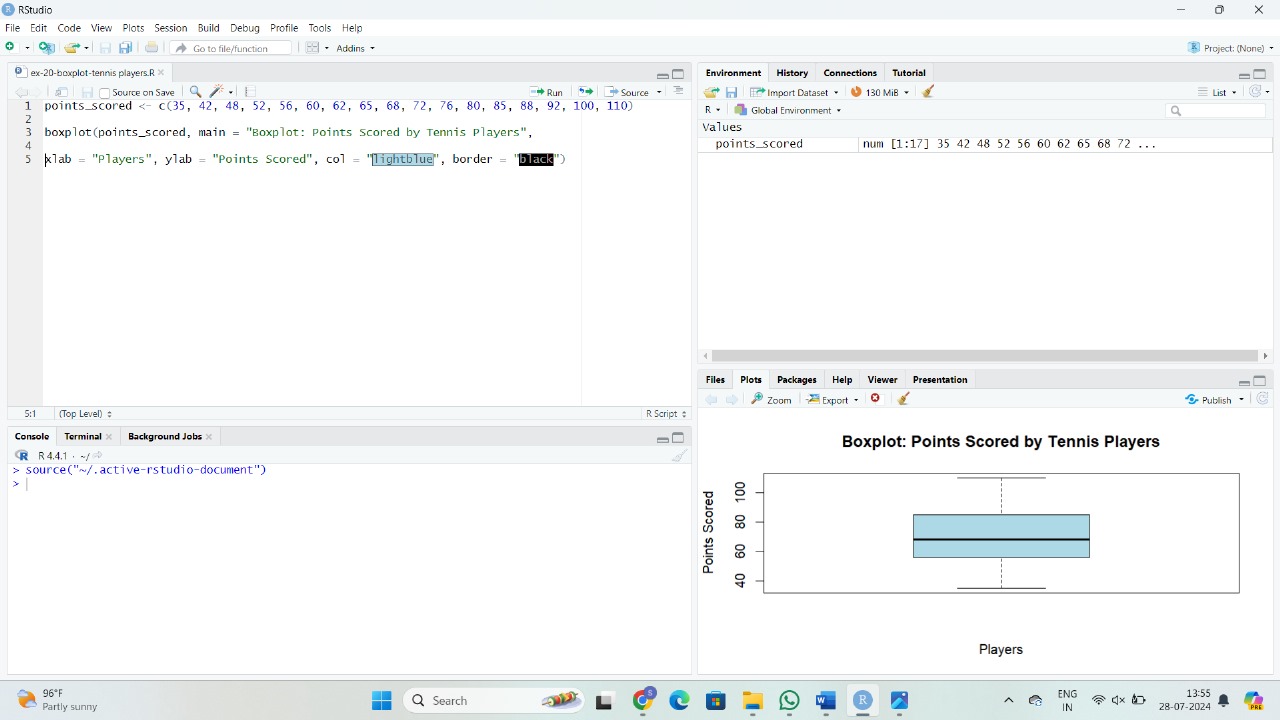 RStudio
File Edit Code View Plots Session Build Debug Profile Tools Help
Go to file/function Addins Project: (None)
ex-20-boxplot-tennis players.R
Source on Save Run Source
1 points_scored <- c(35, 42, 48, 52, 56, 60, 62, 65, 68, 72, 76, 80, 85, 88, 92, 100, 110)
2
3 boxplot(points_scored, main = "Boxplot: Points Scored by Tennis Players",
4
5 xlab = "Players", ylab = "Points Scored", col = "lightblue", border = "black")
5:1 (Top Level) R Script
Console Terminal Background Jobs
R 4.4.1 · ~/
> source("~/.active-rstudio-document")
>
Environment History Connections Tutorial
Import Dataset 130 MiB List
R Global Environment
Values
points_scored num [1:17] 35 42 48 52 56 60 62 65 68 72 ...
Files Plots Packages Help Viewer Presentation
Zoom Export Publish
Boxplot: Points Scored by Tennis Players
Points Scored
100
80
60
40
Players
96°F
Partly sunny
Search
S
ENG
IN
13:55
28-07-2024
PRE